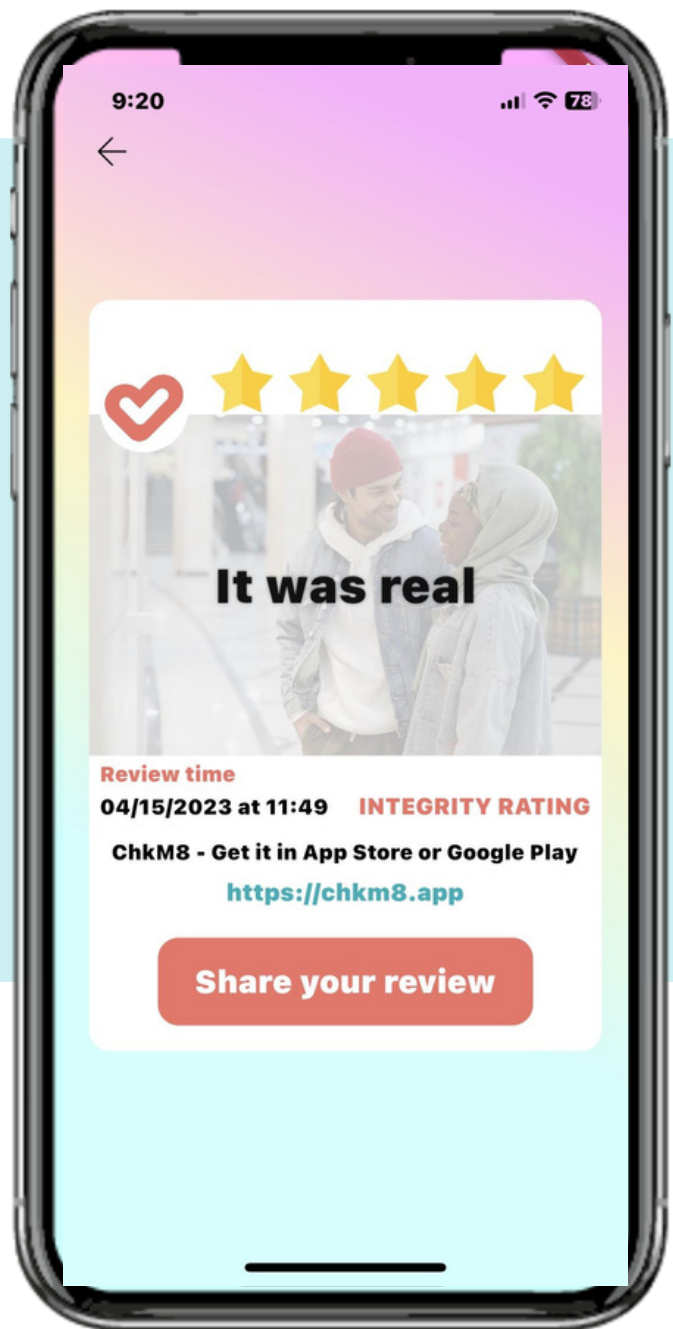 9:20
78
It was real
Review time
04/15/2023 at 11:49 INTEGRITY RATING
ChkM8 - Get it in App Store or Google Play
https://chkm8.app
Share your review